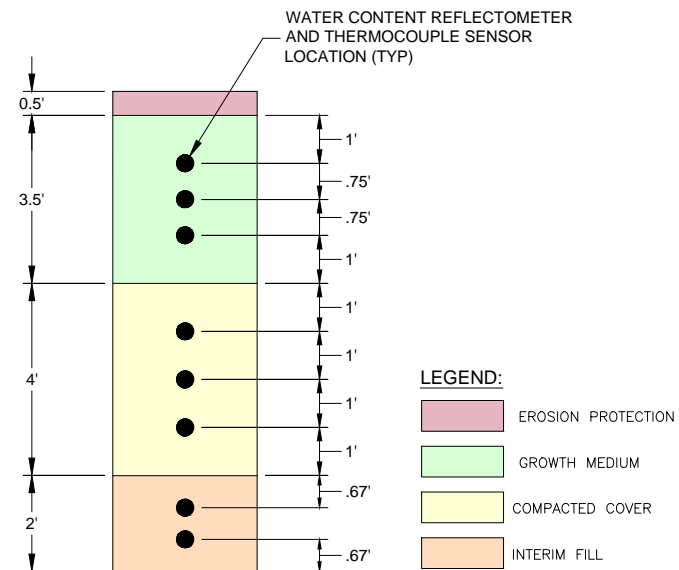 WATER CONTENT REFLECTOMETER
AND THERMOCOUPLE SENSOR
LOCATION (TYP)
0.5'
3.5'
4'
2'
1'
.75'
.75'
1'
1'
1'
1'
1'
.67'
.67'
LEGEND:
EROSION PROTECTION
GROWTH MEDIUM
COMPACTED COVER
INTERIM FILL